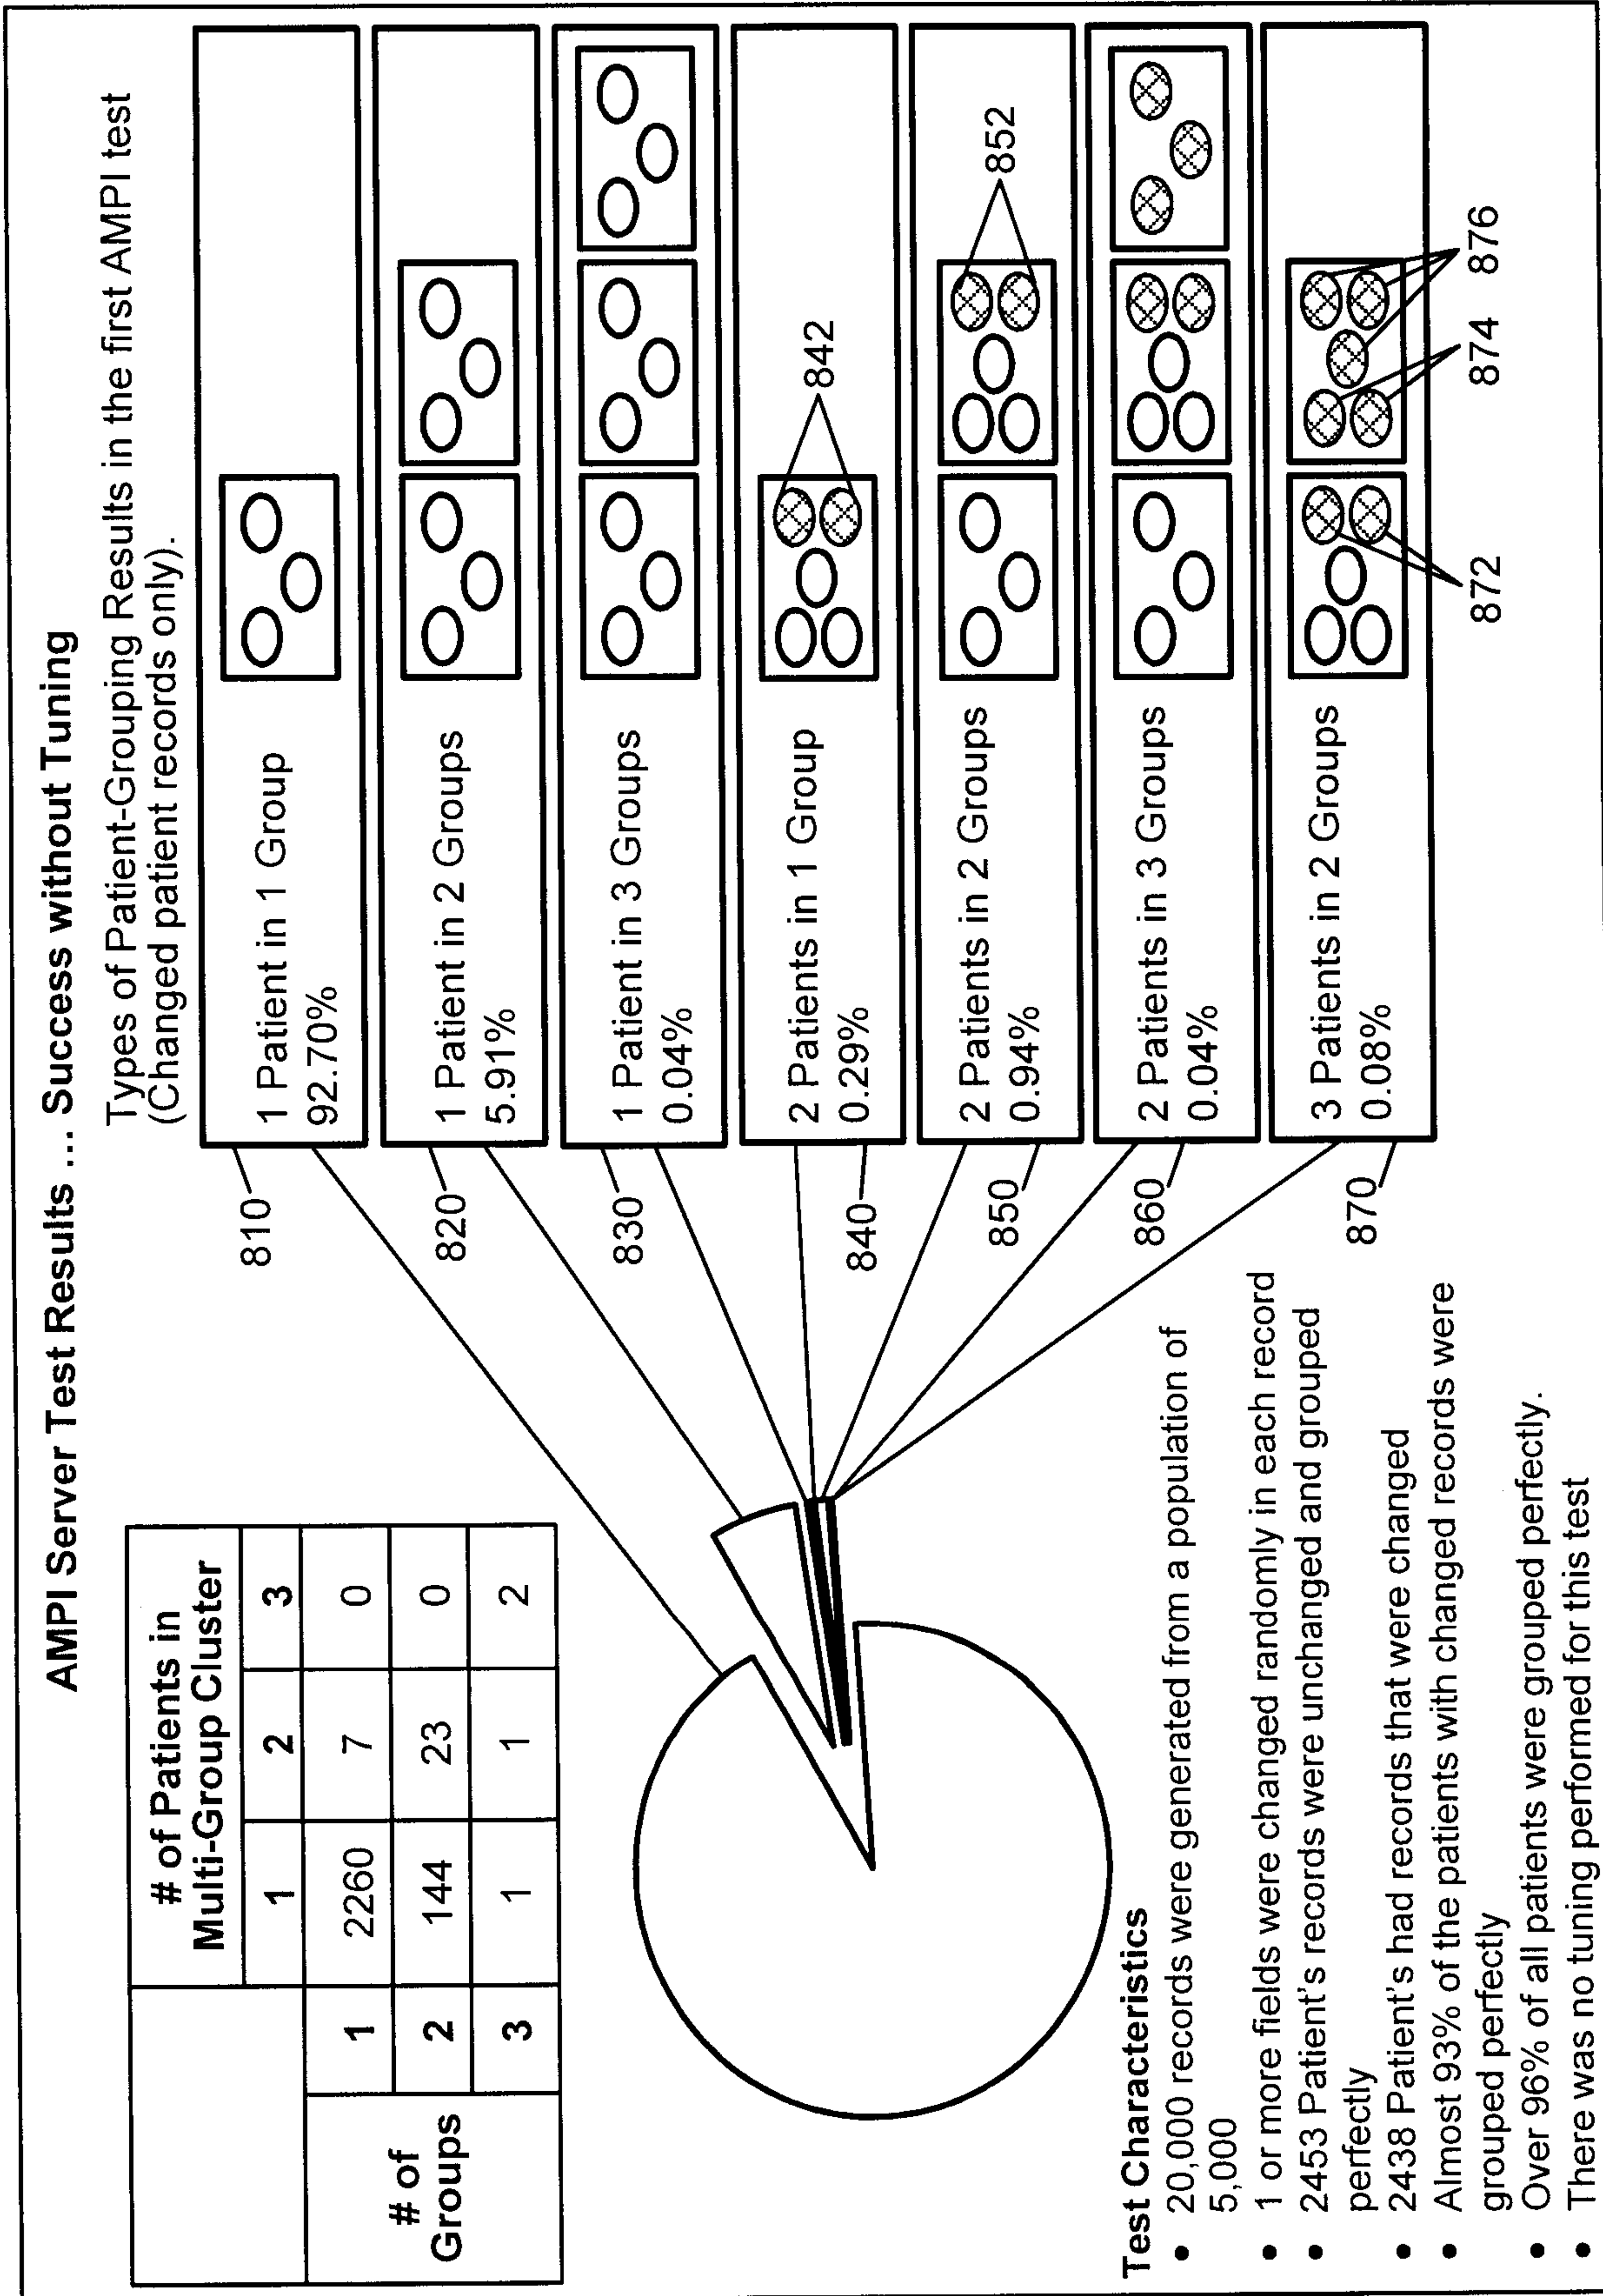 AMPI Server Test Results ... Success without Tuning
# of Patients in
Multi-Group Cluster
1 2 3
# of
Groups
1 2260 7 0
2 144 23 0
3 1 1 2
Types of Patient-Grouping Results in the first AMPI test
(Changed patient records only).
810
1 Patient in 1 Group
92.70%
820
1 Patient in 2 Groups
5.91%
830
1 Patient in 3 Groups
0.04%
840
2 Patients in 1 Group
0.29%
842
850
2 Patients in 2 Groups
0.94%
852
860
2 Patients in 3 Groups
0.04%
870
3 Patients in 2 Groups
0.08%
872
874
876
Test Characteristics
• 20,000 records were generated from a population of
5,000
• 1 or more fields were changed randomly in each record
• 2453 Patient's records were unchanged and grouped
perfectly
• 2438 Patient's had records that were changed
• Almost 93% of the patients with changed records were
grouped perfectly
• Over 96% of all patients were grouped perfectly.
• There was no tuning performed for this test